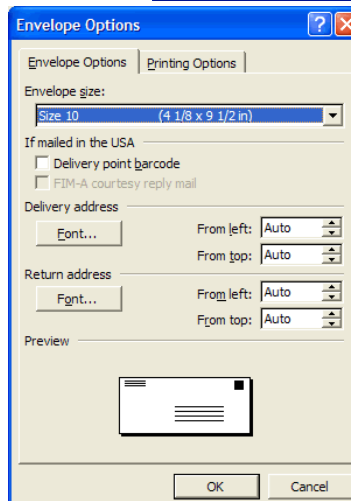 Envelope Options
Envelope Options Printing Options
Envelope size:
Size 10 (4 1/8 x 9 1/2 in)
If mailed in the USA
Delivery point barcode
FIM-A courtesy reply mail
Delivery address
Font... From left: Auto
From top: Auto
Return address
Font... From left: Auto
From top: Auto
Preview
OK Cancel